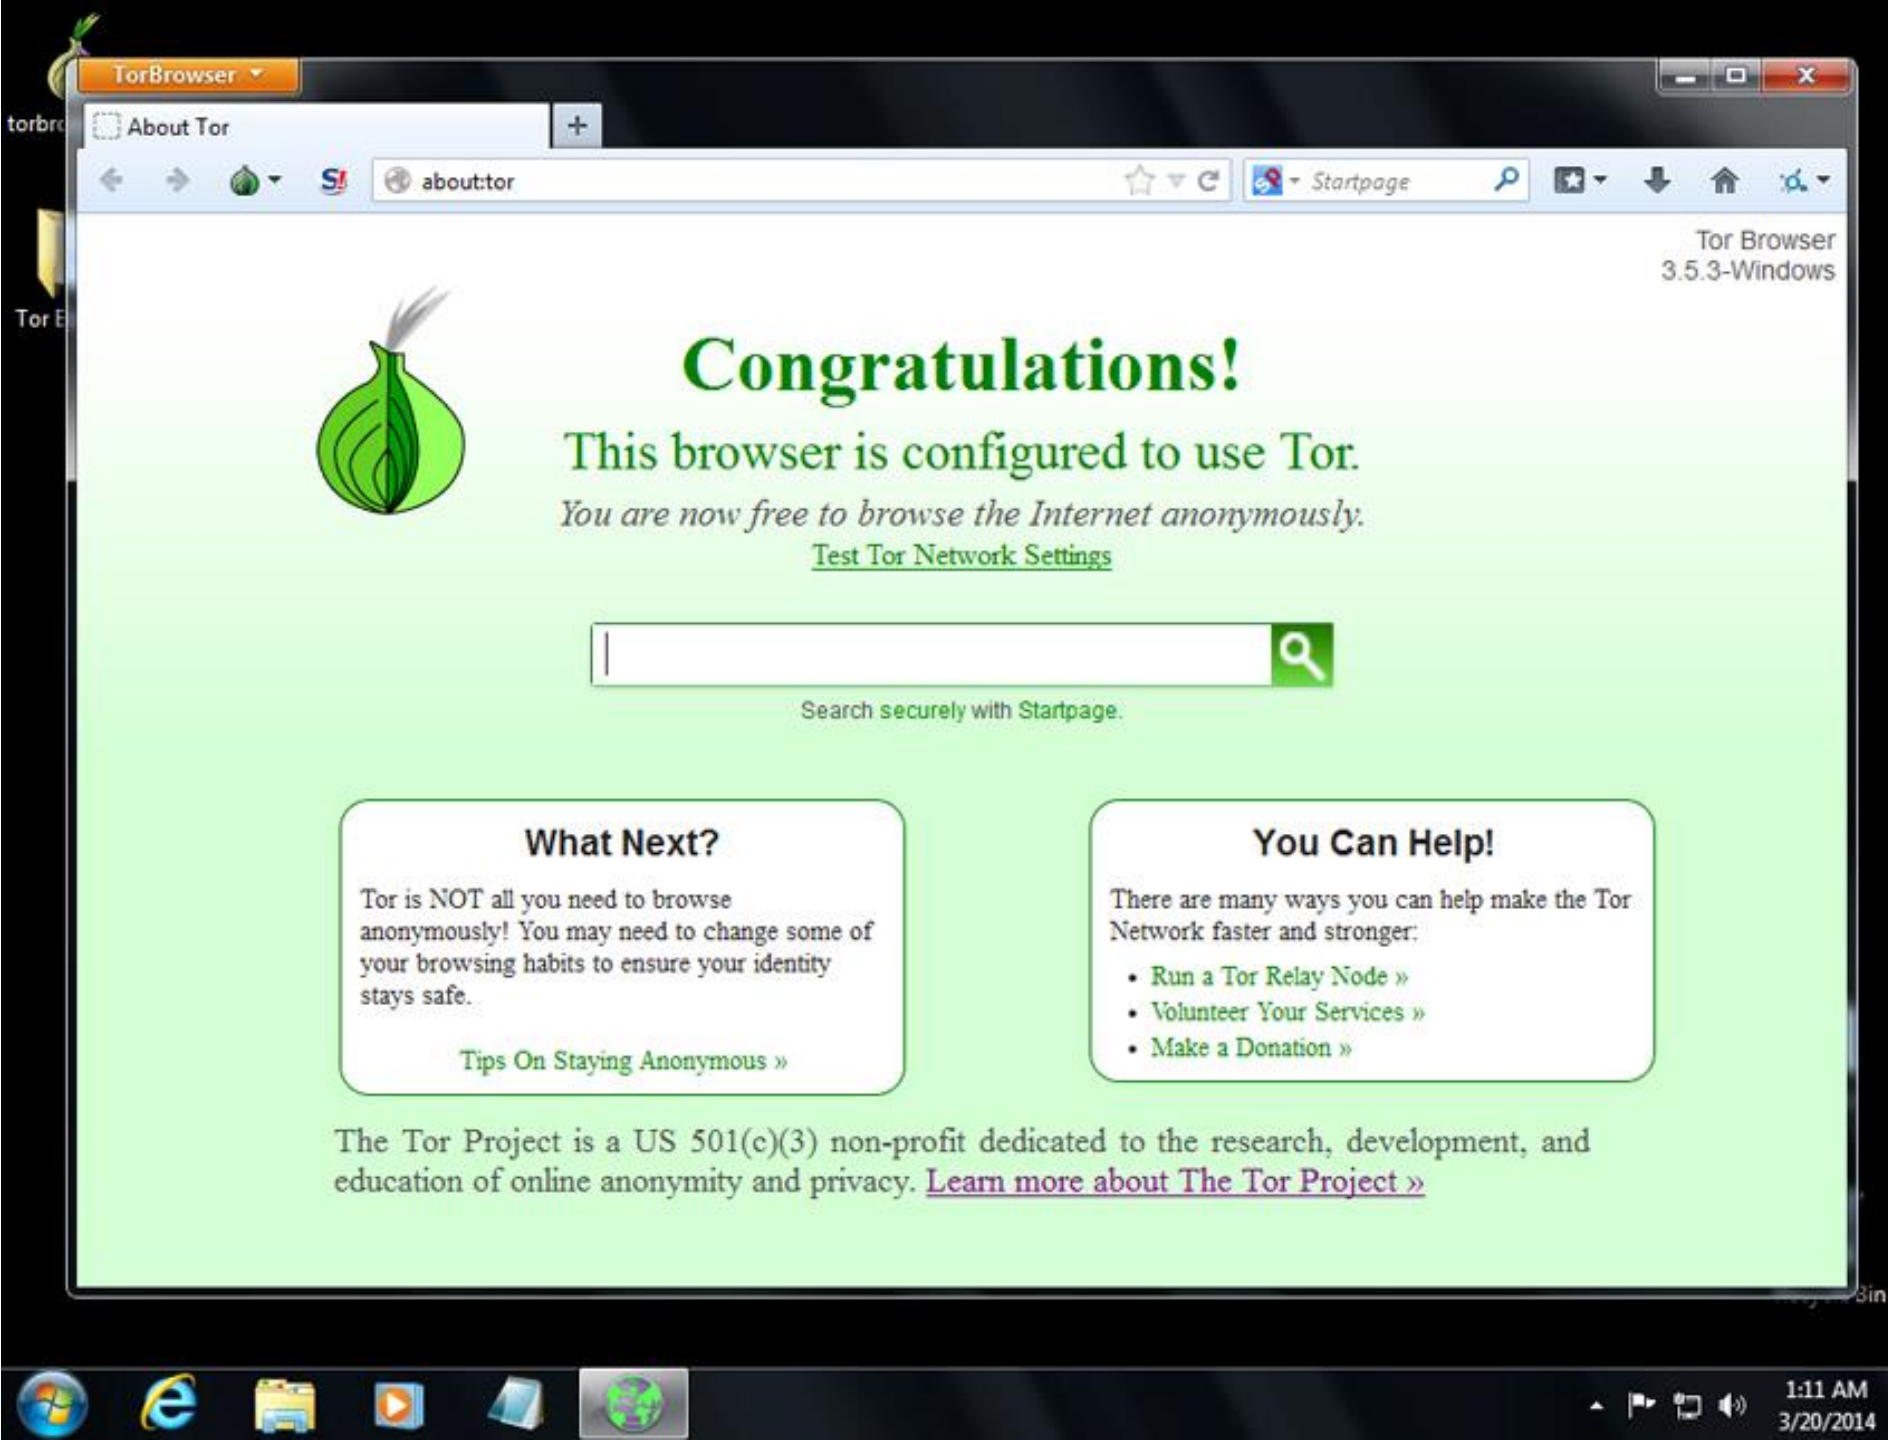 TorBrowser
torbro
About Tor
about:tor
Startpage
Tor Browser
3.5.3-Windows
Tor B
Congratulations!
This browser is configured to use Tor.
You are now free to browse the Internet anonymously.
Test Tor Network Settings
Search securely with Startpage.
What Next?
Tor is NOT all you need to browse
anonymously! You may need to change some of
your browsing habits to ensure your identity
stays safe.
Tips On Staying Anonymous »
You Can Help!
There are many ways you can help make the Tor
Network faster and stronger:
• Run a Tor Relay Node »
• Volunteer Your Services »
• Make a Donation »
The Tor Project is a US 501(c)(3) non-profit dedicated to the research, development, and
education of online anonymity and privacy. Learn more about The Tor Project »
Bin
1:11 AM
3/20/2014